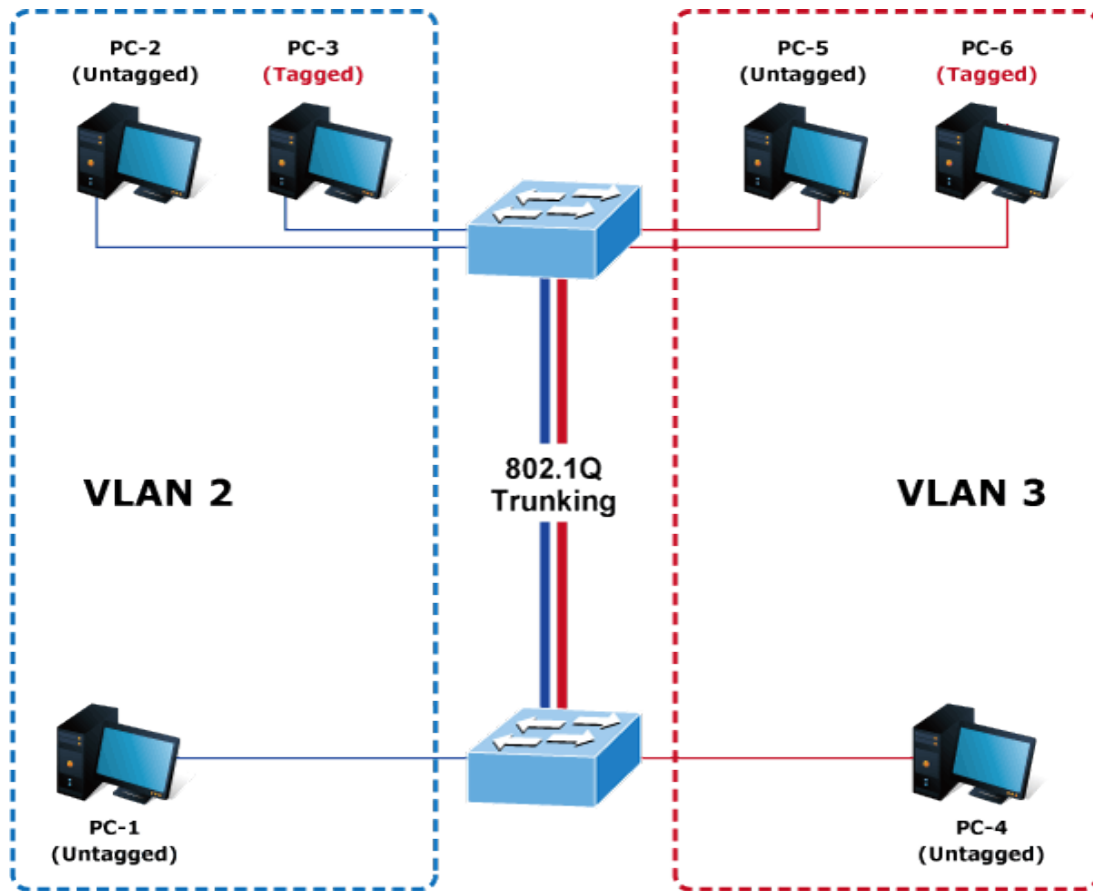 PC-2
(Untagged)
PC-3
(Tagged)
PC-5
(Untagged)
PC-6
(Tagged)
802.1Q
Trunking
VLAN 2
VLAN 3
PC-1
(Untagged)
PC-4
(Untagged)